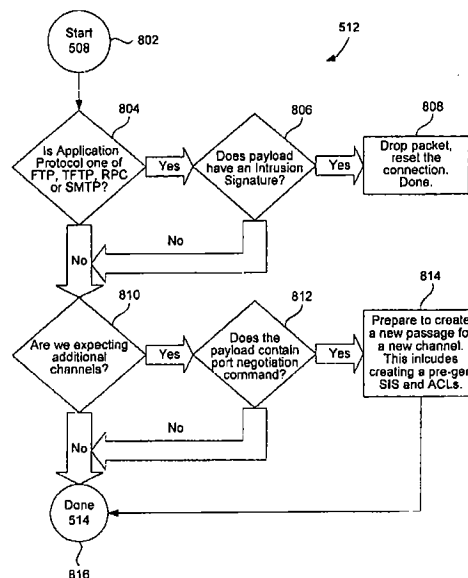 Start
508
802
512
804
806
808
Is Application
Protocol one of
FTP, TFTP, RPC
or SMTP?
Yes
Does payload
have an Intrusion
Signature?
Yes
Drop packet,
reset the
connection.
Done.
No
No
810
812
814
Are we expecting
additional
channels?
Yes
Does the
payload contain
port negotiation
command?
Yes
Prepare to create
a new passage for
a new channel.
This inlcudes
creating a pre-gen
SIS and ACLs.
No
No
Done
514
816